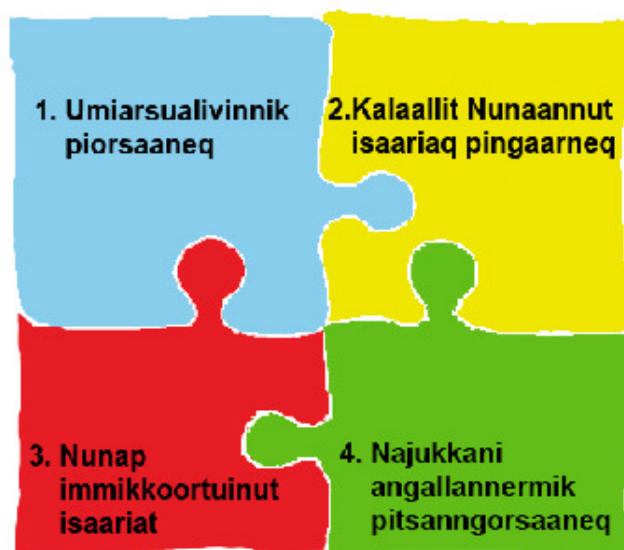 1. Umiarsualivinnik
piorsaaneq
2.Kalaallit Nunaannut
isaariaq pingaarneq
3. Nunap
immikkoortuinut
isaariat
4. Najukkani
angallannermik
pitsanngorsaaneq